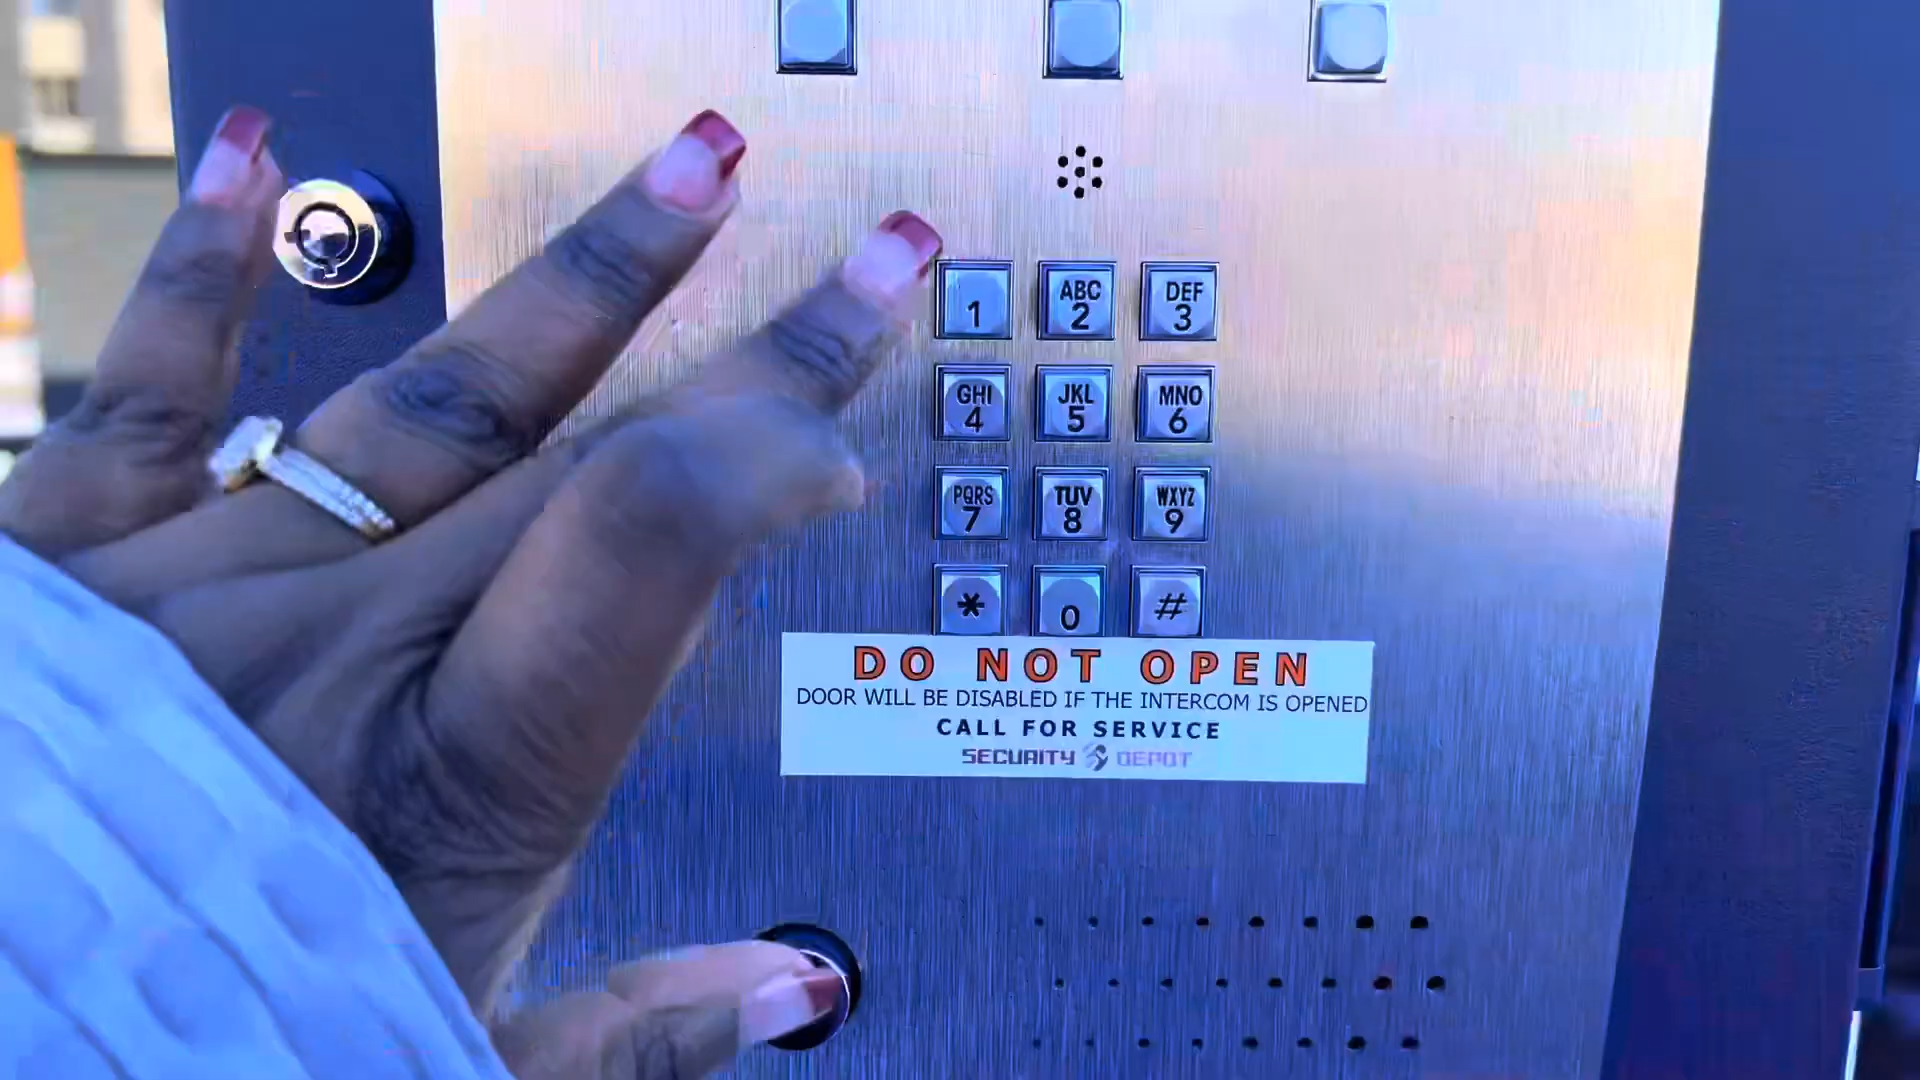 1
ABC
2
DEF
3
GHI
4
JKL
5
MNO
6
PQRS
7
TUV
8
WXYZ
9
*
0
#
DO NOT OPEN
DOOR WILL BE DISABLED IF THE INTERCOM IS OPENED
CALL FOR SERVICE
SECURITY DEPOT